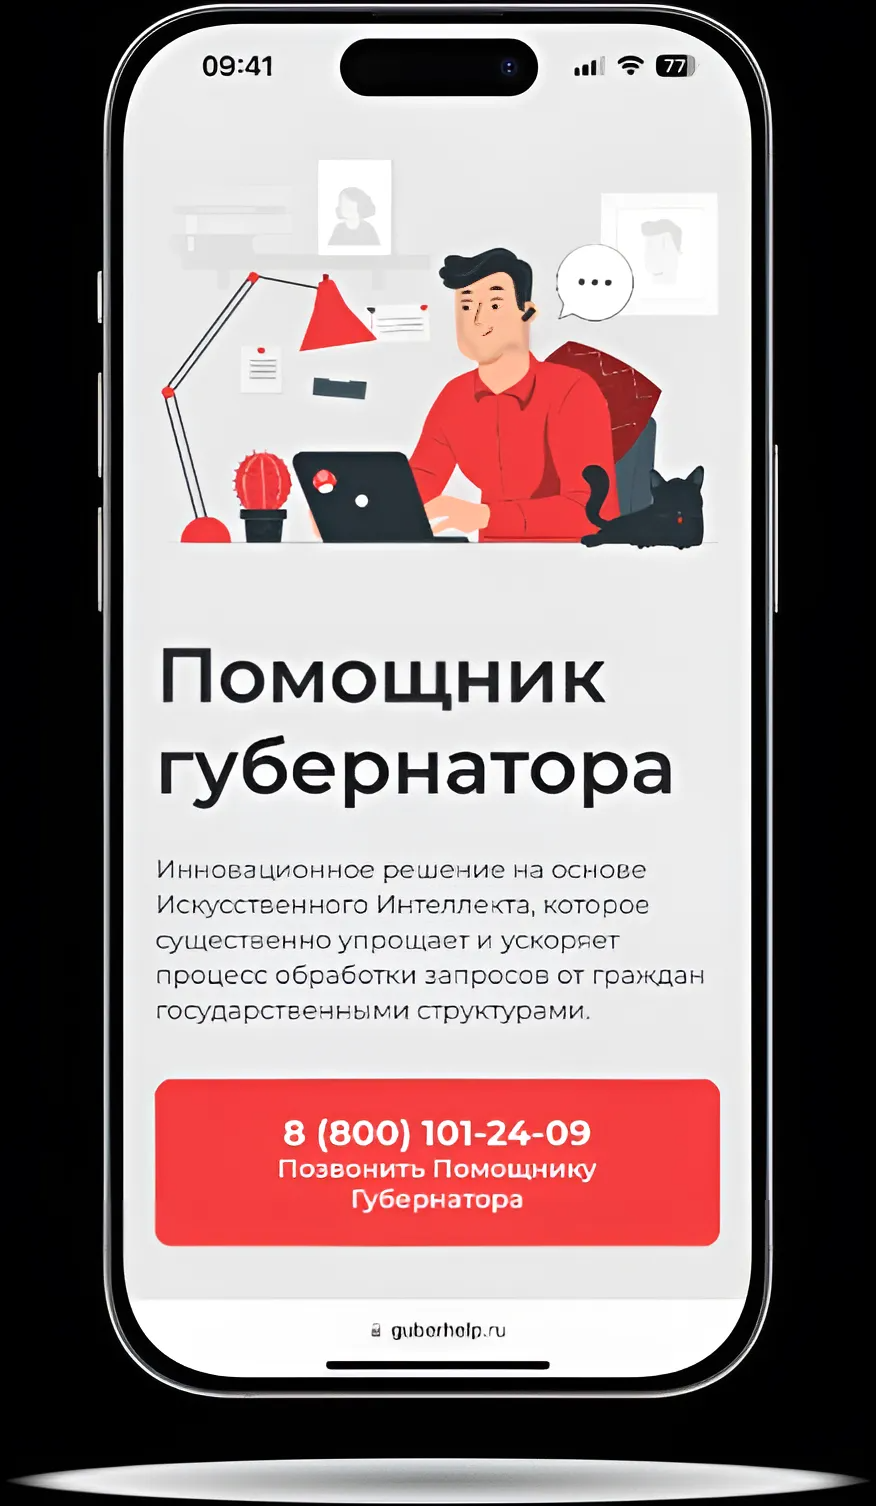 09:41
77
Помощник
губернатора
Инновационное решение на основе
Искусственного Интеллекта, которое
существенно упрощает и ускоряет
процесс обработки запросов от граждан
государственными структурами.
8 (800) 101-24-09
Позвонить Помощнику
Губернатора
guberhelp.ru